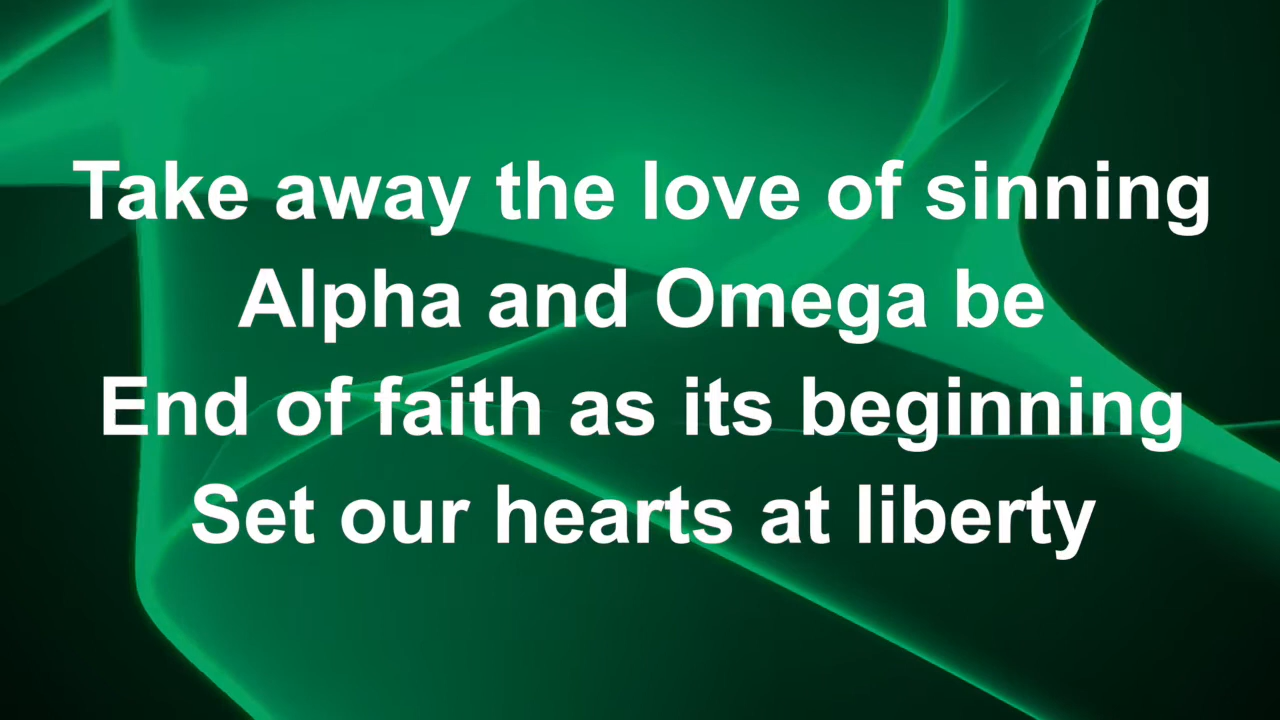 Take away the love of sinning
Alpha and Omega be
End of faith as its beginning
Set our hearts at liberty